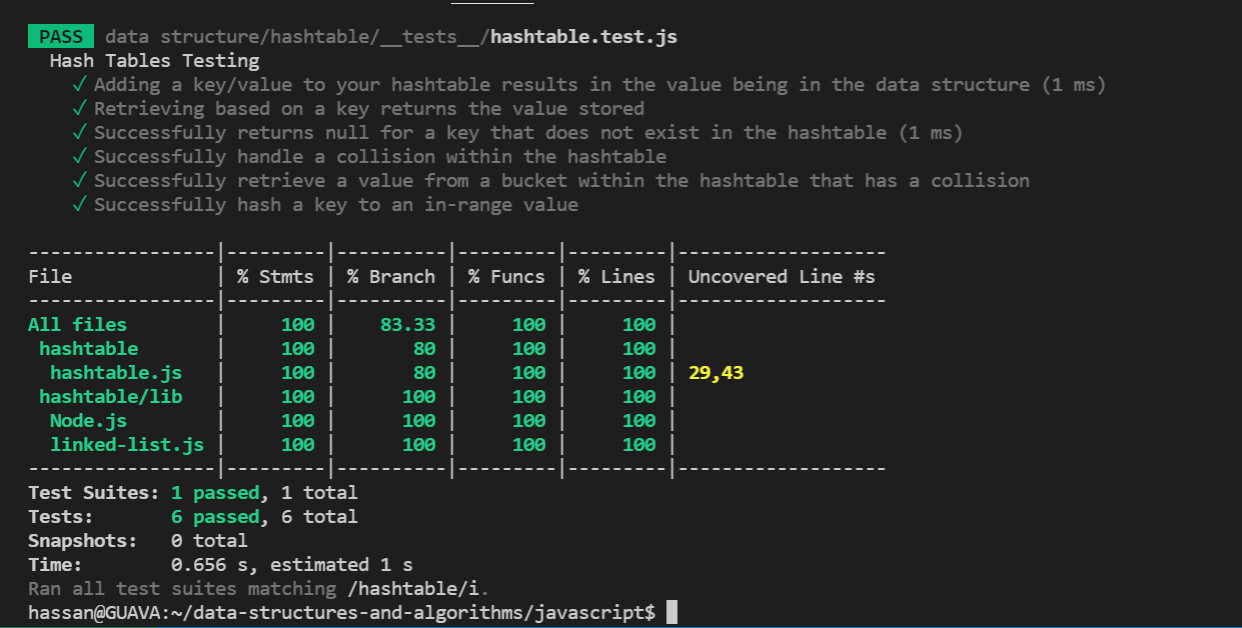 PASS data structure/hashtable/__tests__/hashtable.test.js
Hash Tables Testing
√ Adding a key/value to your hashtable results in the value being in the data structure (1 ms)
√ Retrieving based on a key returns the value stored
√ Successfully returns null for a key that does not exist in the hashtable (1 ms)
√ Successfully handle a collision within the hashtable
√ Successfully retrieve a value from a bucket within the hashtable that has a collision
√ Successfully hash a key to an in-range value
-----------------|---------|----------|---------|---------|-------------------
File             | % Stmts | % Branch | % Funcs | % Lines | Uncovered Line #s
-----------------|---------|----------|---------|---------|-------------------
All files        |     100 |    83.33 |     100 |     100 |
 hashtable       |     100 |       80 |     100 |     100 |
  hashtable.js   |     100 |       80 |     100 |     100 | 29,43
 hashtable/lib   |     100 |      100 |     100 |     100 |
  Node.js        |     100 |      100 |     100 |     100 |
  linked-list.js |     100 |      100 |     100 |     100 |
-----------------|---------|----------|---------|---------|-------------------
Test Suites: 1 passed, 1 total
Tests:       6 passed, 6 total
Snapshots:   0 total
Time:        0.656 s, estimated 1 s
Ran all test suites matching /hashtable/i.
hassan@GUAVA:~/data-structures-and-algorithms/javascript$